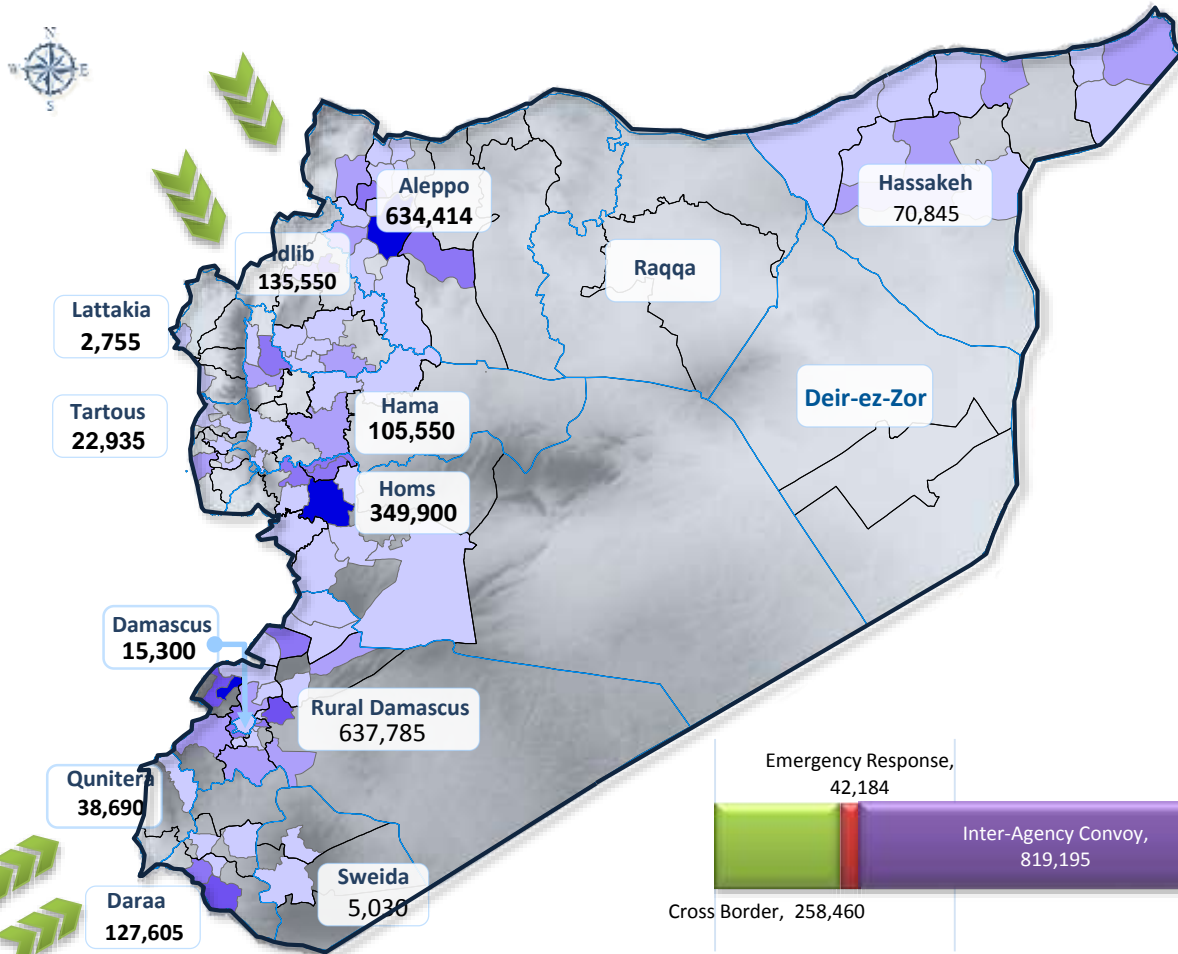 N
W E
S
Aleppo
634,414
Hassakeh
70,845
Idlib
135,550
Raqqa
Lattakia
2,755
Deir-ez-Zor
Tartous
22,935
Hama
105,550
Homs
349,900
Damascus
15,300
Rural Damascus
637,785
Qunitera
38,690
Emergency Response,
42,184
Inter-Agency Convoy,
819,195
Sweida
5,030
Daraa
127,605
Cross Border, 258,460